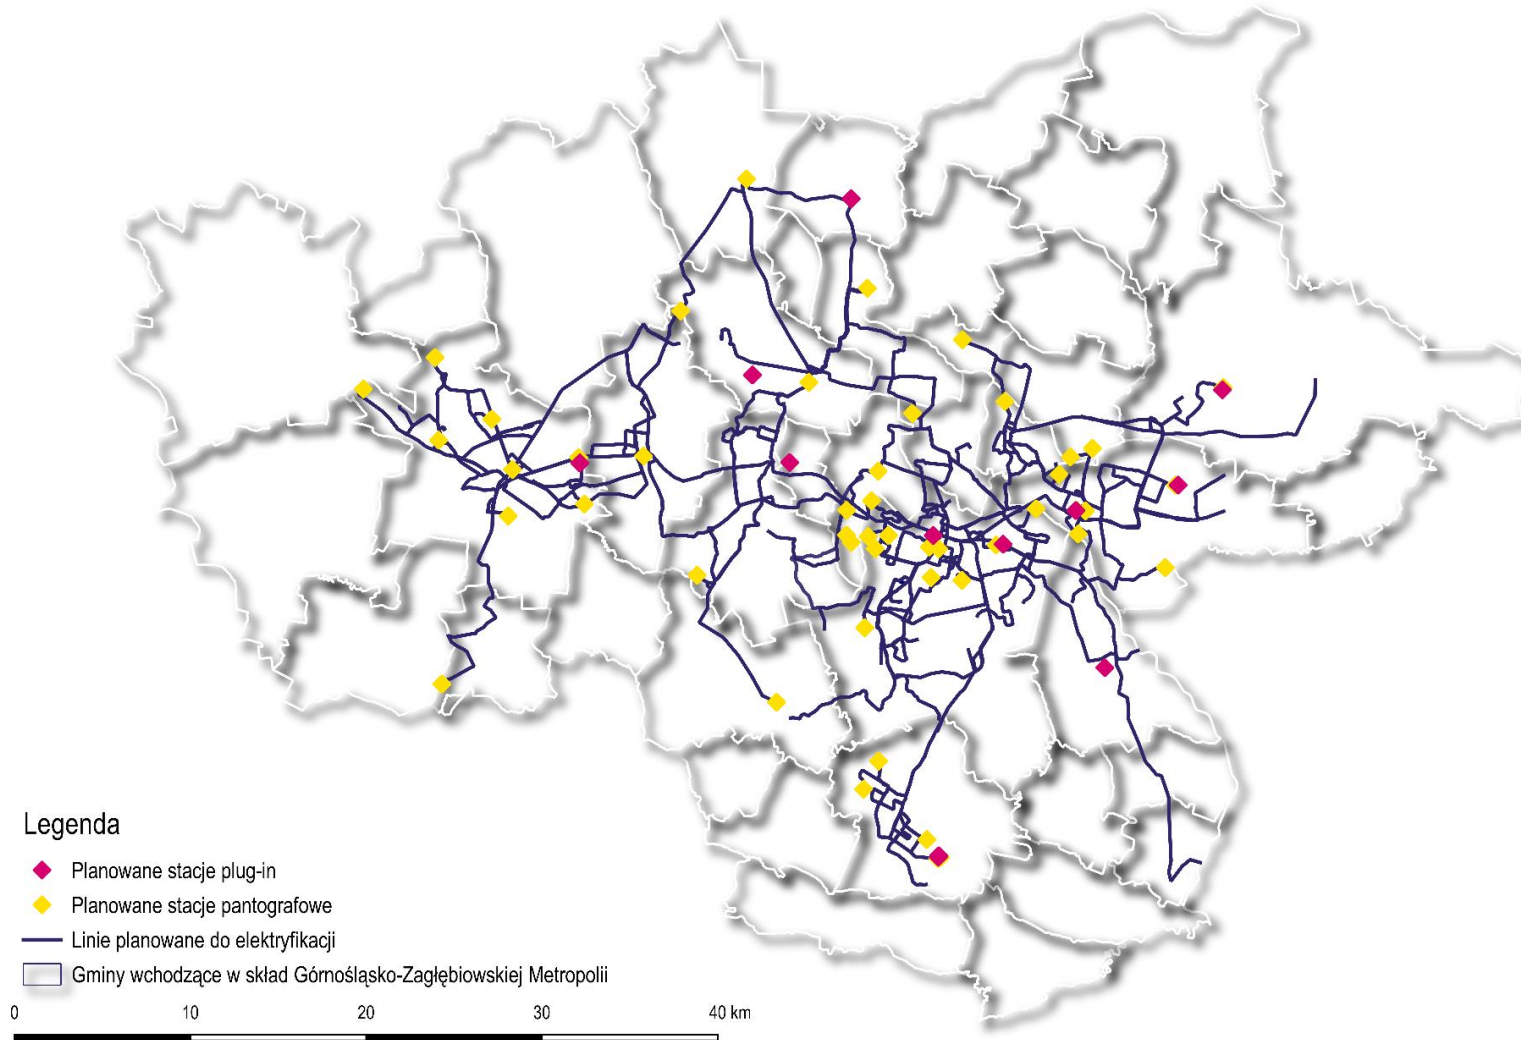 Legenda
Planowane stacje plug-in
Planowane stacje pantografowe
Linie planowane do elektryfikacji
Gminy wchodzące w skład Górnośląsko-Zagłębiowskiej Metropolii
0 10 20 30 40 km